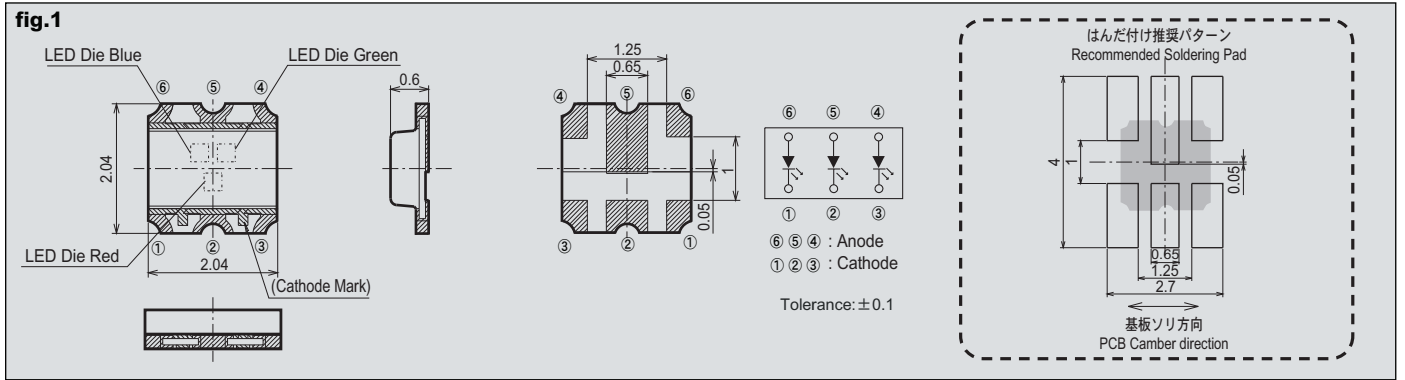 fig.1
LED Die Blue
LED Die Green
⑥ ⑤ ④
2.04
① ② ③
LED Die Red
2.04
(Cathode Mark)
0.6
1.25
0.65
④ ⑤ ⑥
1
0.05
③ ② ①
⑥ ⑤ ④
① ② ③
⑥ ⑤ ④ : Anode
① ② ③ : Cathode
Tolerance:±0.1
はんだ付け推奨パターン
Recommended Soldering Pad
4
1
0.05
0.65
1.25
2.7
基板ソリ方向
PCB Camber direction